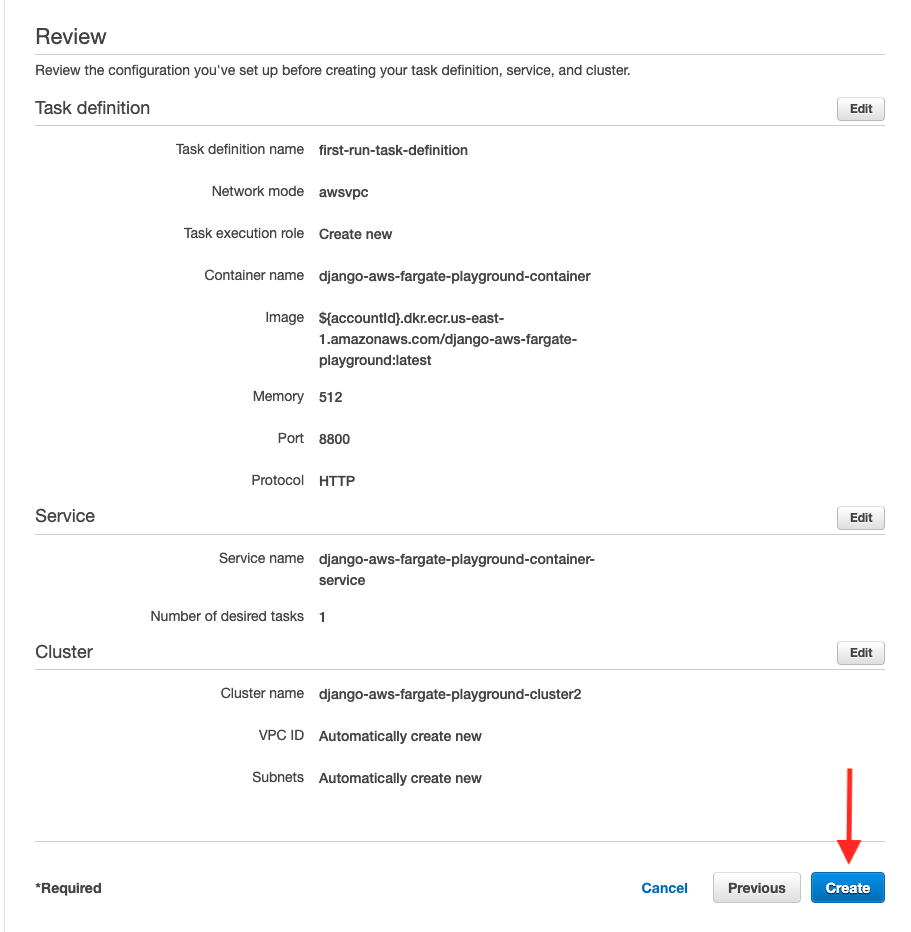 Review
Review the configuration you've set up before creating your task definition, service, and cluster.
Task definition
Edit
Task definition name first-run-task-definition
Network mode awsvpc
Task execution role Create new
Container name django-aws-fargate-playground-container
Image ${accountId}.dkr.ecr.us-east-
1.amazonaws.com/django-aws-fargate-
playground:latest
Memory 512
Port 8800
Protocol HTTP
Service
Edit
Service name django-aws-fargate-playground-container-
service
Number of desired tasks 1
Cluster
Edit
Cluster name django-aws-fargate-playground-cluster2
VPC ID Automatically create new
Subnets Automatically create new
*Required
Cancel
Previous
Create